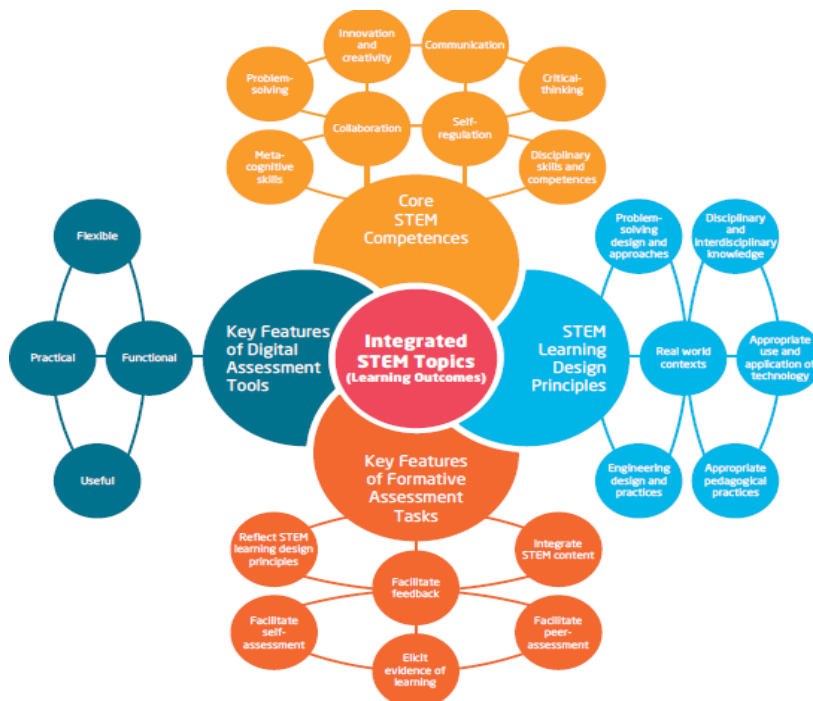 Innovation
and
creativity
Communication
Problem-
solving
Critical-
thinking
Collaboration
Self-
regulation
Meta-
cognitive
skills
Disciplinary
skills and
competences
Core
STEM
Competences
Flexible
Practical
Functional
Useful
Key Features
of Digital
Assessment
Tools
Integrated
STEM Topics
(Learning Outcomes)
STEM
Learning
Design
Principles
Problem-
solving
design and
approaches
Disciplinary
and
interdisciplinary
knowledge
Real world
contexts
Appropriate
use and
application of
technology
Engineering
design and
practices
Appropriate
pedagogical
practices
Key Features
of Formative
Assessment
Tasks
Reflect STEM
learning design
principles
Integrate
STEM content
Facilitate
feedback
Facilitate
self-
assessment
Facilitate
peer-
assessment
Elicit
evidence of
learning